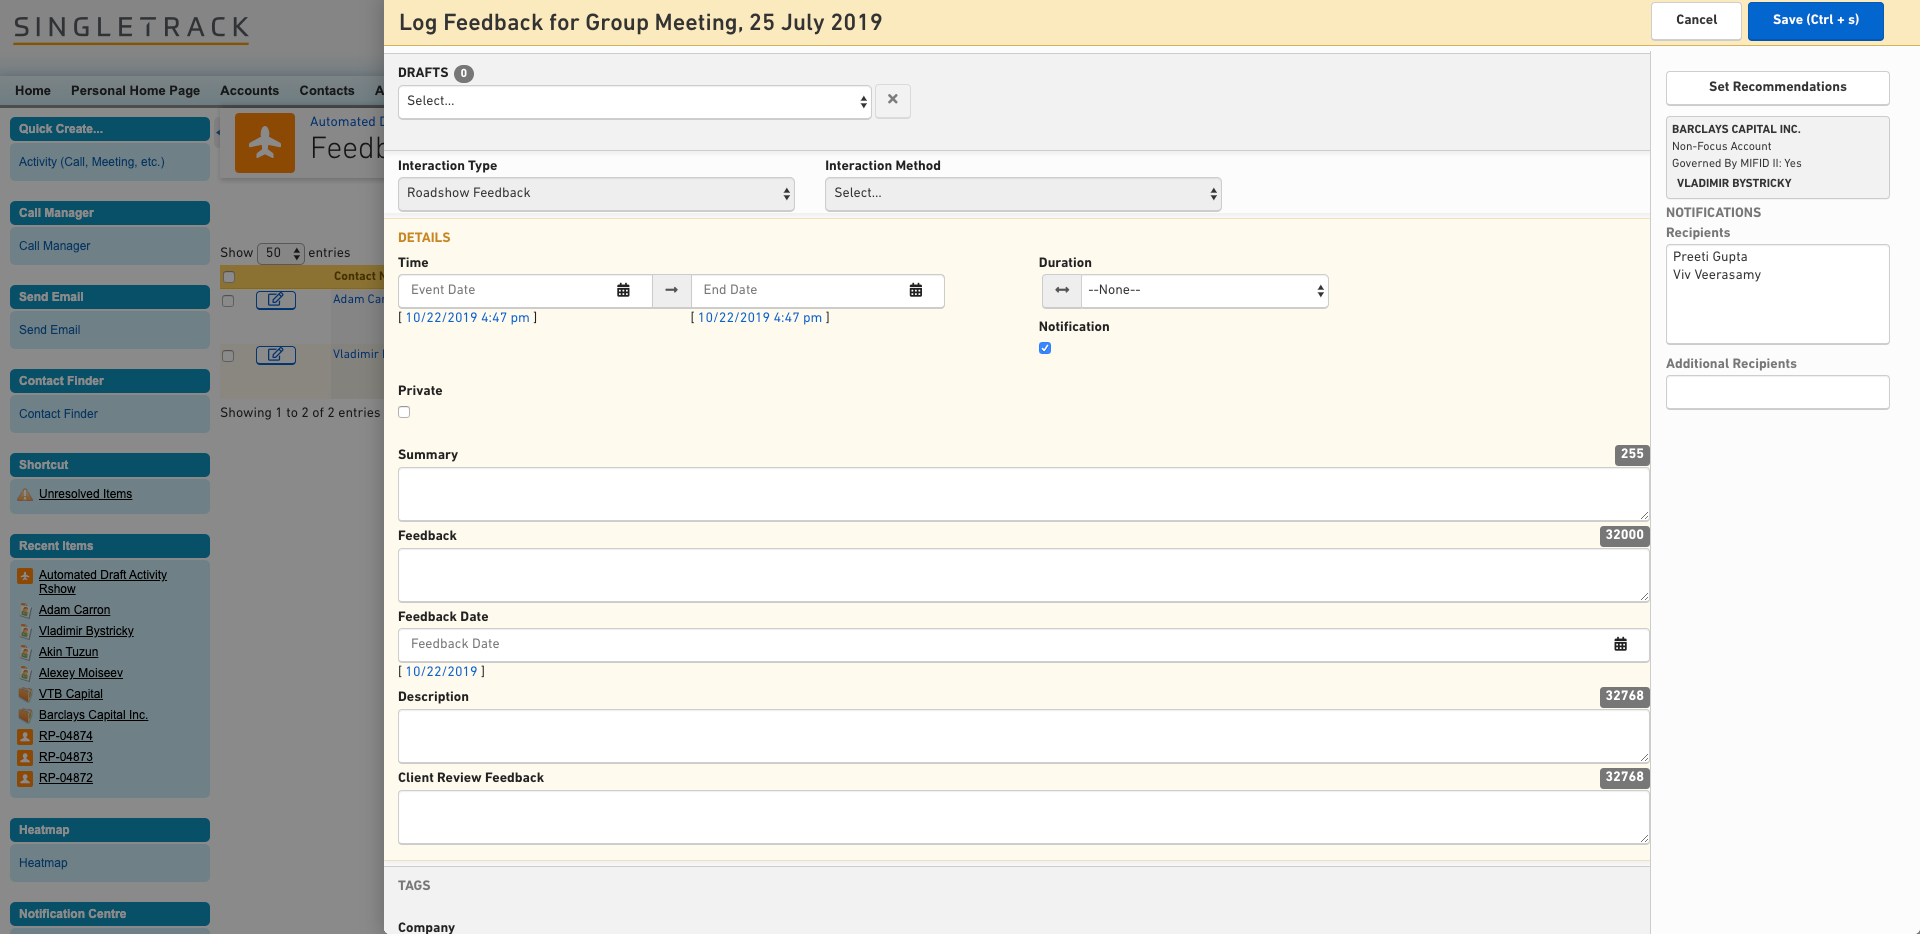 SINGLETRACK
Log Feedback for Group Meeting, 25 July 2019
Cancel
Save (Ctrl + s)
Home
Personal Home Page
Accounts
Contacts
A
Quick Create...
Activity (Call, Meeting, etc.)
Call Manager
Call Manager
Send Email
Send Email
Contact Finder
Contact Finder
Shortcut
Unresolved Items
Recent Items
Automated Draft Activity
Rshow
Adam Carron
Vladimir Bystricky
Akin Tuzun
Alexey Moiseev
VTB Capital
Barclays Capital Inc.
RP-04874
RP-04873
RP-04872
Heatmap
Heatmap
Notification Centre
Automated D
Feedb
Show 50 entries
Contact N
Adam Car
Vladimir
Showing 1 to 2 of 2 entries
DRAFTS 0
Select...
Interaction Type
Roadshow Feedback
Interaction Method
Select...
DETAILS
Time
Event Date
End Date
[ 10/22/2019 4:47 pm ]
[ 10/22/2019 4:47 pm ]
Duration
--None--
Notification
Private
Summary
255
Feedback
32000
Feedback Date
Feedback Date
[ 10/22/2019 ]
Description
32768
Client Review Feedback
32768
TAGS
Company
Set Recommendations
BARCLAYS CAPITAL INC.
Non-Focus Account
Governed By MIFID II: Yes
VLADIMIR BYSTRICKY
NOTIFICATIONS
Recipients
Preeti Gupta
Viv Veerasamy
Additional Recipients